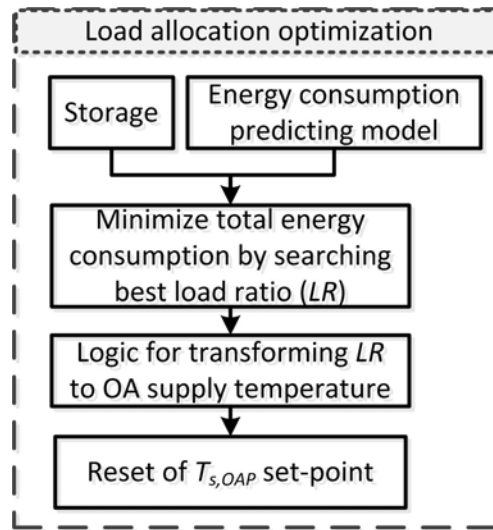 Load allocation optimization
Storage
Energy consumption
predicting model
Minimize total energy
consumption by searching
best load ratio (LR)
Logic for transforming LR
to OA supply temperature
Reset of Ts,OAP set-point